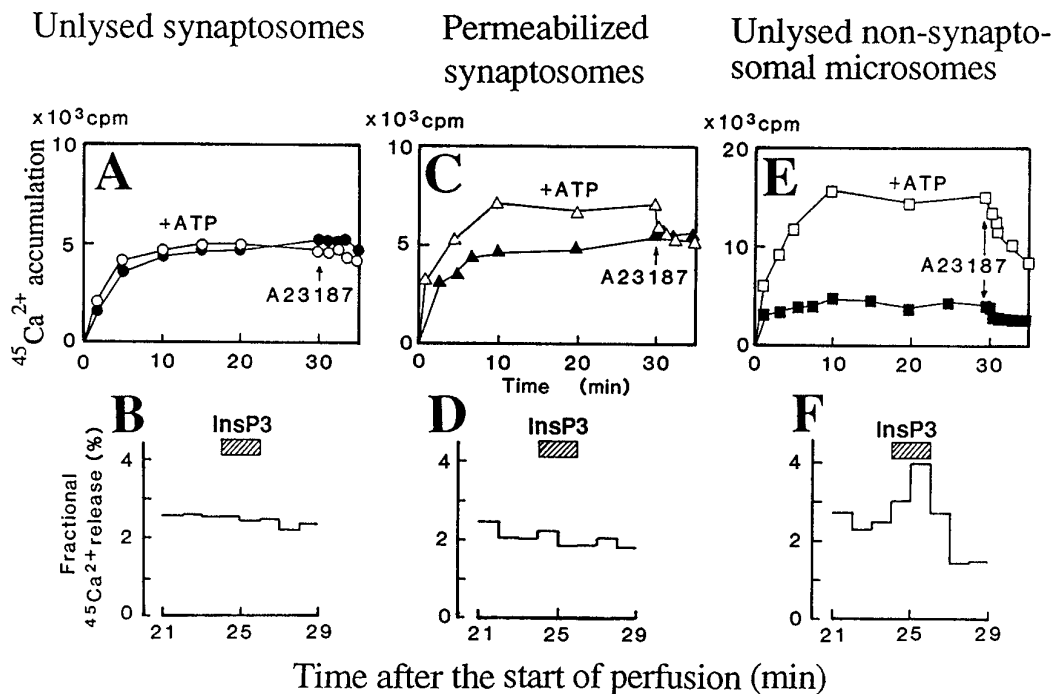 Unlysed synaptosomes
Permeabilized
synaptosomes
Unlysed non-synapto-
somal microsomes
x10³cpm
x10³cpm
x10³cpm
⁴⁵Ca²⁺ accumulation
10
5
0
A
+ATP
A23187
0 10 20 30
10
5
0
C
+ATP
A23187
0 10 20 30
Time (min)
20
10
0
E
+ATP
A23187
0 10 20 30
B
InsP3
Fractional
⁴⁵Ca²⁺release (%)
4
2
0
21 25 29
D
InsP3
4
2
0
21 25 29
F
InsP3
4
2
0
21 25 29
Time after the start of perfusion (min)